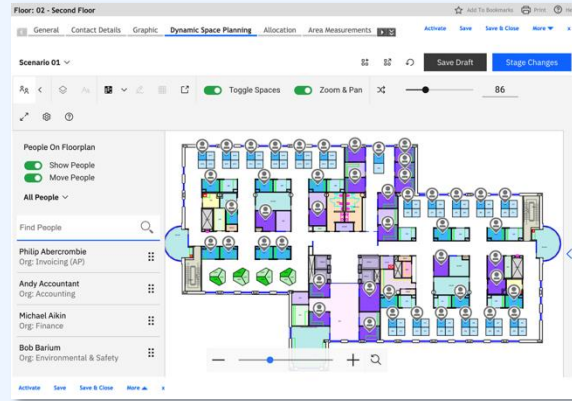 Floor: 02 - Second Floor
Add To Bookmarks Print
General Contact Details Graphic Dynamic Space Planning Allocation Area Measurements
Activate Save Save & Close More x
Scenario 01
Save Draft Stage Changes
Toggle Spaces Zoom & Pan 86
People On Floorplan
Show People
Move People
All People
Find People
Philip Abercrombie
Org: Invoicing (AP)
Andy Accountant
Org: Accounting
Michael Aikin
Org: Finance
Bob Barium
Org: Environmental & Safety
Activate Save Save & Close More x